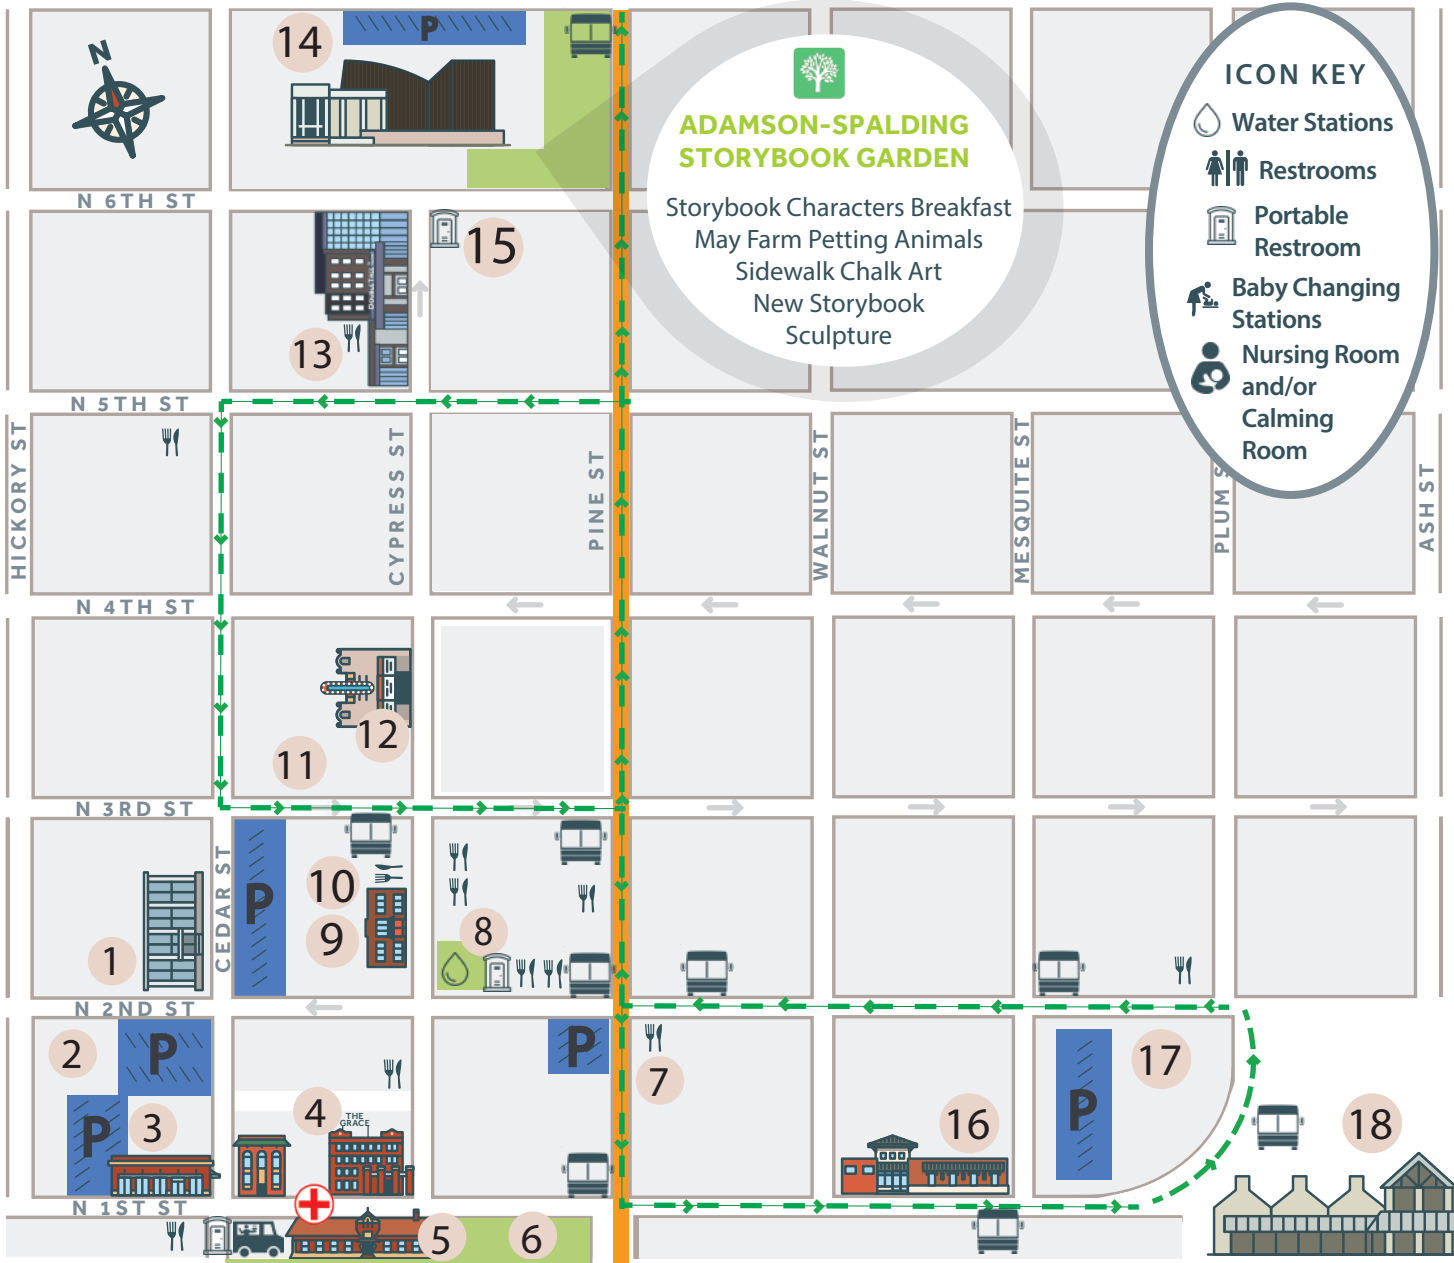 N
14
P
ADAMSON-SPALDING
STORYBOOK GARDEN
Storybook Characters Breakfast
May Farm Petting Animals
Sidewalk Chalk Art
New Storybook
Sculpture
ICON KEY
Water Stations
Restrooms
Portable
Restroom
Baby Changing
Stations
Nursing Room
and/or
Calming
Room
N 6TH ST
15
13
N 5TH ST
HICKORY ST
CYPRESS ST
PINE ST
WALNUT ST
MESQUITE ST
PLUM S
ASH ST
N 4TH ST
12
11
N 3RD ST
CEDAR ST
P
10
9
8
1
N 2ND ST
2
P
P
3
4
THE
GRACE
P
7
16
P
17
18
N 1ST ST
5
6